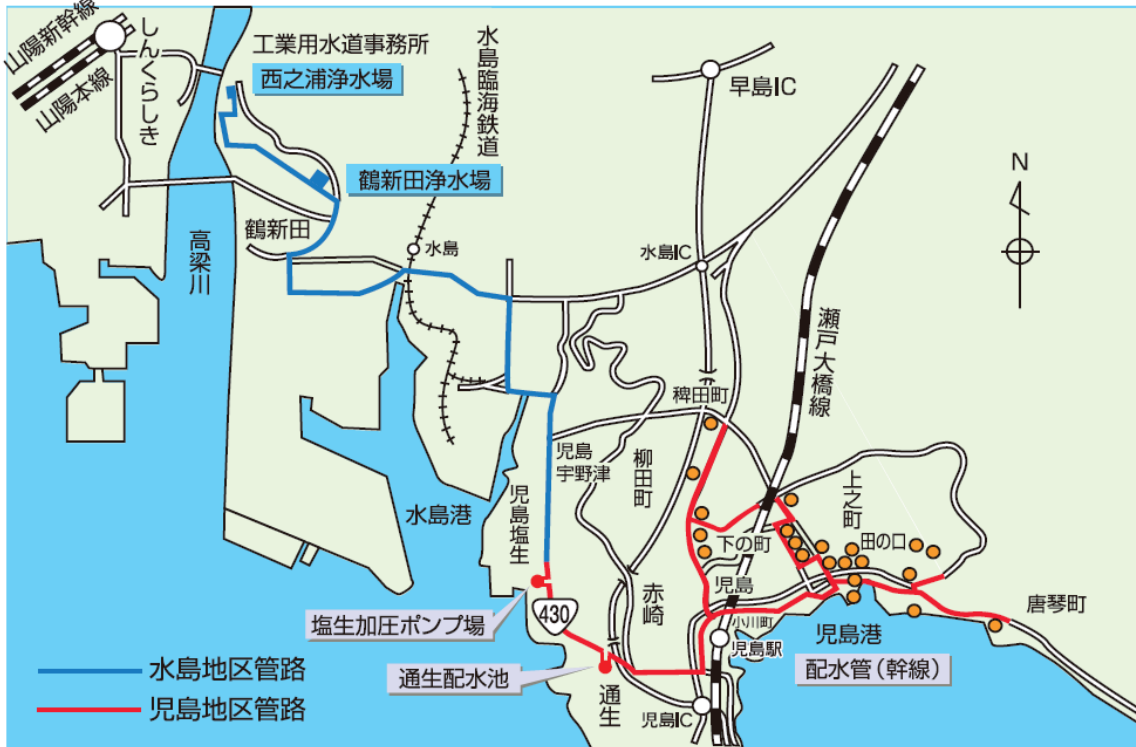 山陽新幹線
山陽本線
しんくらしき
工業用水道事務所
西之浦浄水場
水島臨海鉄道
早島IC
鶴新田浄水場
N
鶴新田
高梁川
水島
水島IC
瀬戸大橋線
稗田町
児島
宇野津
柳田町
上之町
水島港
児島塩生
下の町
田の口
児島
赤崎
430
塩生加圧ポンプ場
小川町
児島駅
児島港
唐琴町
配水管(幹線)
水島地区管路
通生配水池
児島地区管路
通生
児島IC